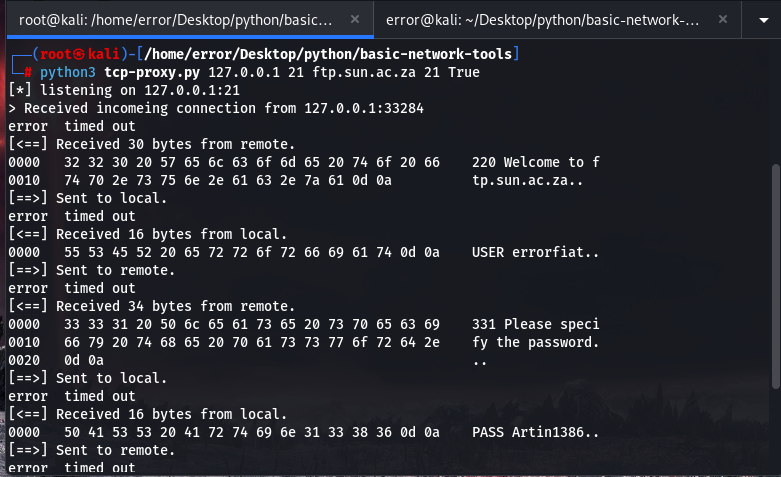 root@kali: /home/error/Desktop/python/basic... ×
error@kali: ~/Desktop/python/basic-network-... ×
(root㉿kali)-[/home/error/Desktop/python/basic-network-tools]
# python3 tcp-proxy.py 127.0.0.1 21 ftp.sun.ac.za 21 True
[*] listening on 127.0.0.1:21
> Received incomeing connection from 127.0.0.1:33284
error  timed out
[<==] Received 30 bytes from remote.
0000   32 32 30 20 57 65 6c 63 6f 6d 65 20 74 6f 20 66    220 Welcome to f
0010   74 70 2e 73 75 6e 2e 61 63 2e 7a 61 0d 0a          tp.sun.ac.za..
[==>] Sent to local.
error  timed out
[<==] Received 16 bytes from local.
0000   55 53 45 52 20 65 72 72 6f 72 66 69 61 74 0d 0a    USER errorfiat..
[==>] Sent to remote.
error  timed out
[<==] Received 34 bytes from remote.
0000   33 33 31 20 50 6c 65 61 73 65 20 73 70 65 63 69    331 Please speci
0010   66 79 20 74 68 65 20 70 61 73 73 77 6f 72 64 2e    fy the password.
0020   0d 0a                                              ..
[==>] Sent to local.
error  timed out
[<==] Received 16 bytes from local.
0000   50 41 53 53 20 41 72 74 69 6e 31 33 38 36 0d 0a    PASS Artin1386..
[==>] Sent to remote.
error  timed out